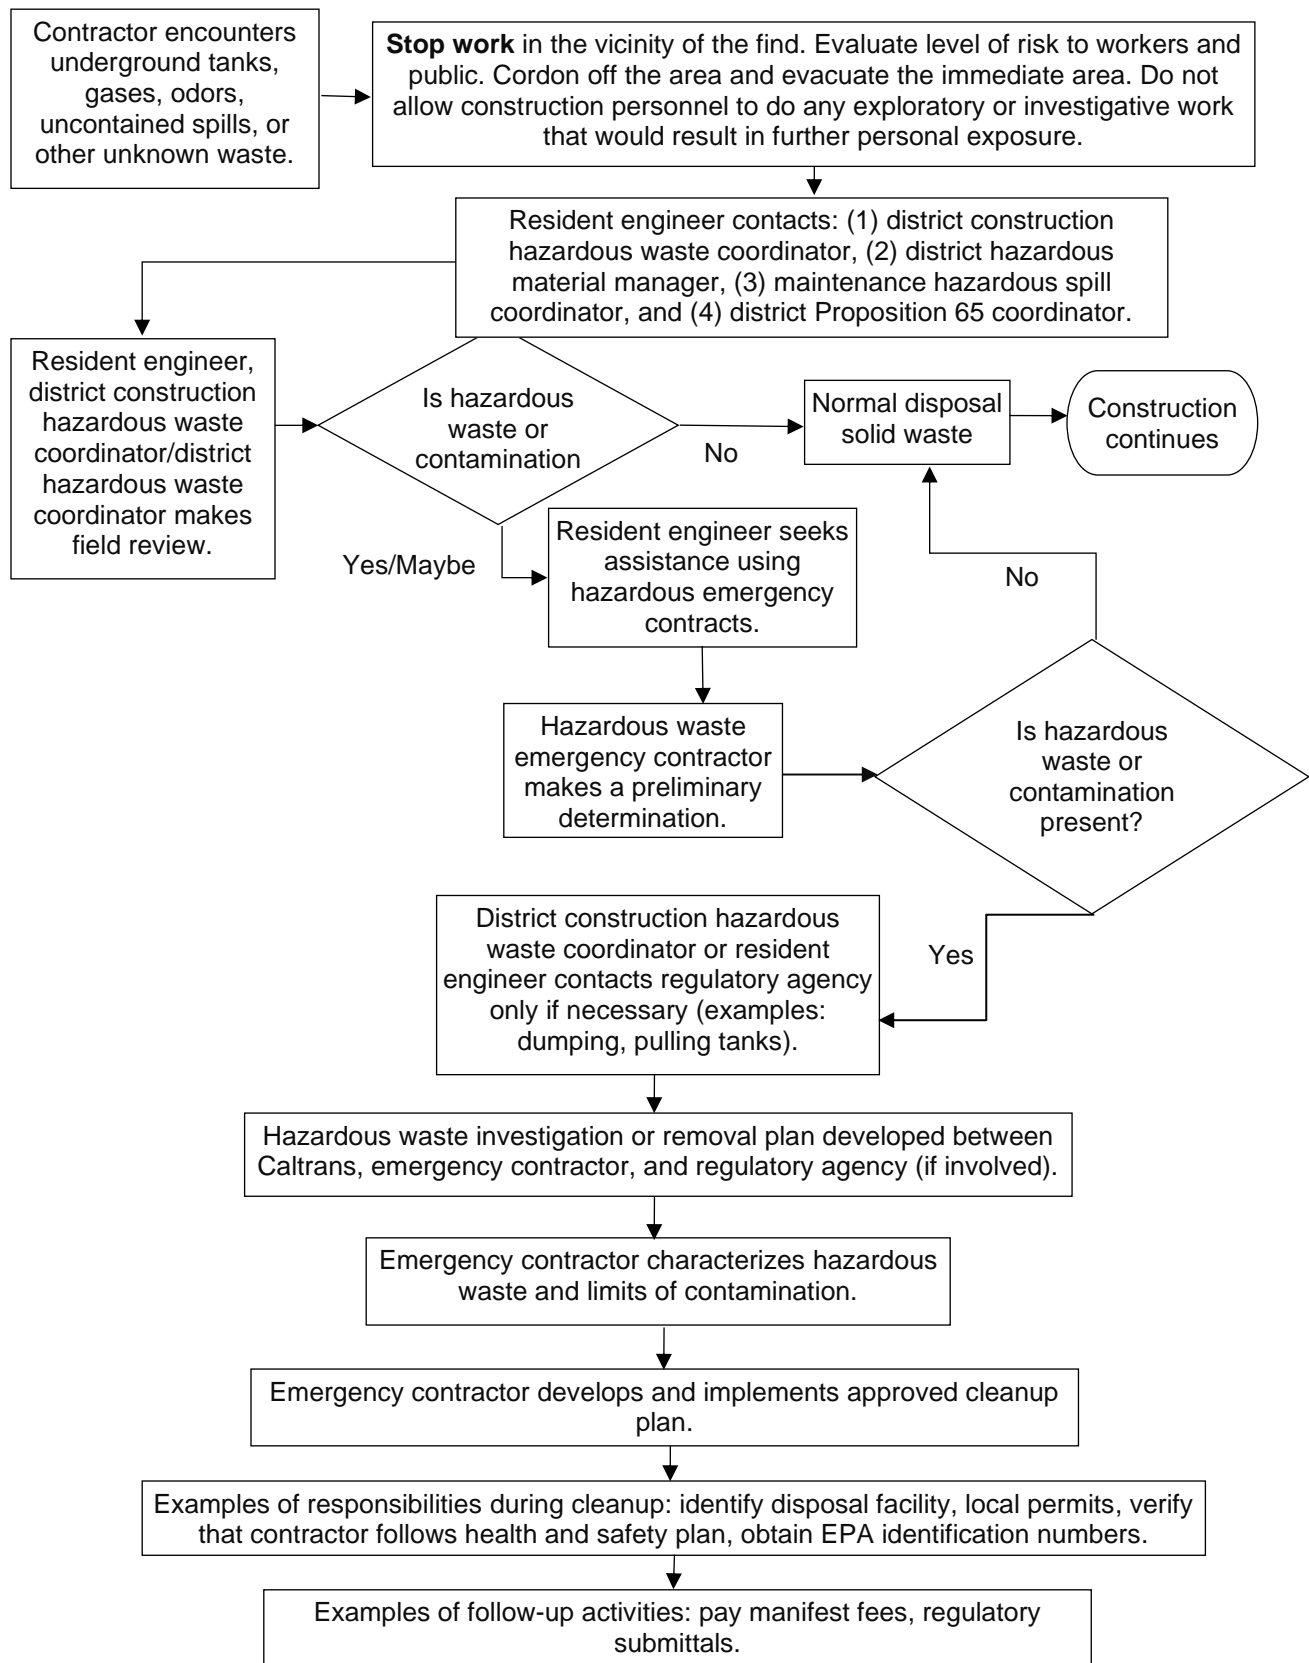 Contractor encounters
underground tanks,
gases, odors,
uncontained spills, or
other unknown waste.
Stop work in the vicinity of the find. Evaluate level of risk to workers and
public. Cordon off the area and evacuate the immediate area. Do not
allow construction personnel to do any exploratory or investigative work
that would result in further personal exposure.
Resident engineer contacts: (1) district construction
hazardous waste coordinator, (2) district hazardous
material manager, (3) maintenance hazardous spill
coordinator, and (4) district Proposition 65 coordinator.
Resident engineer,
district construction
hazardous waste
coordinator/district
hazardous waste
coordinator makes
field review.
Is hazardous
waste or
contamination
No
Normal disposal
solid waste
Construction
continues
Yes/Maybe
Resident engineer seeks
assistance using
hazardous emergency
contracts.
No
Hazardous waste
emergency contractor
makes a preliminary
determination.
Is hazardous
waste or
contamination
present?
Yes
District construction hazardous
waste coordinator or resident
engineer contacts regulatory agency
only if necessary (examples:
dumping, pulling tanks).
Hazardous waste investigation or removal plan developed between
Caltrans, emergency contractor, and regulatory agency (if involved).
Emergency contractor characterizes hazardous
waste and limits of contamination.
Emergency contractor develops and implements approved cleanup
plan.
Examples of responsibilities during cleanup: identify disposal facility, local permits, verify
that contractor follows health and safety plan, obtain EPA identification numbers.
Examples of follow-up activities: pay manifest fees, regulatory
submittals.